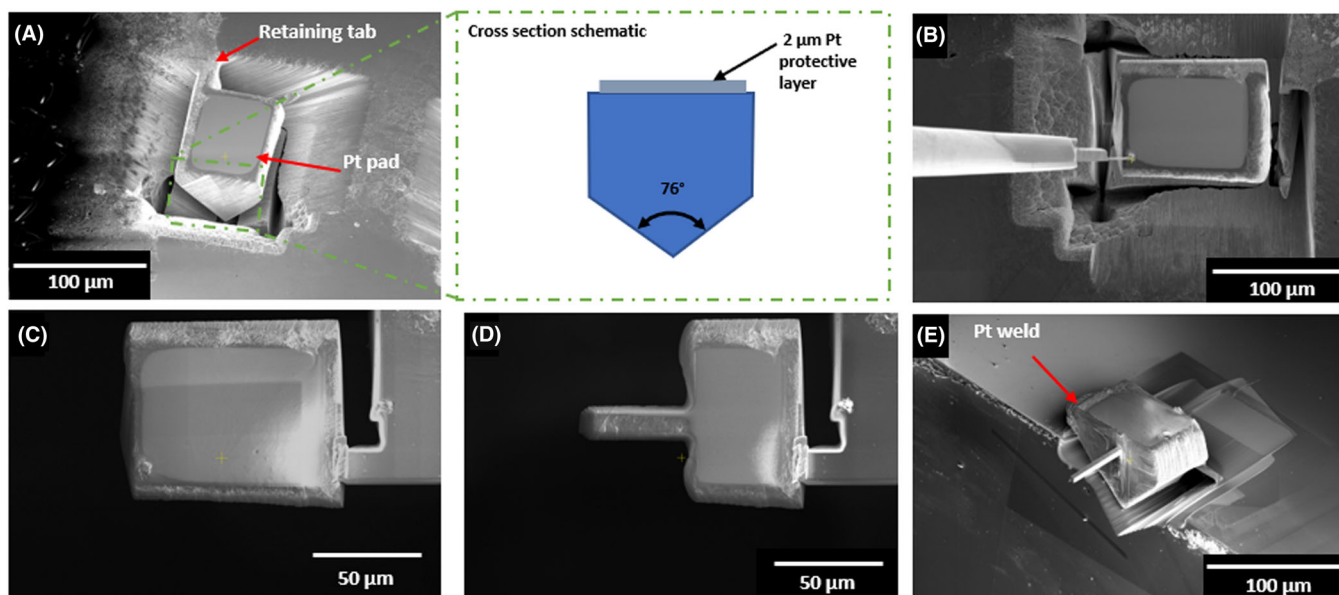 (A)
Retaining tab
Pt pad
100 µm
Cross section schematic
2 µm Pt
protective
layer
76°
(B)
100 µm
(C)
50 µm
(D)
50 µm
(E)
Pt weld
100 µm